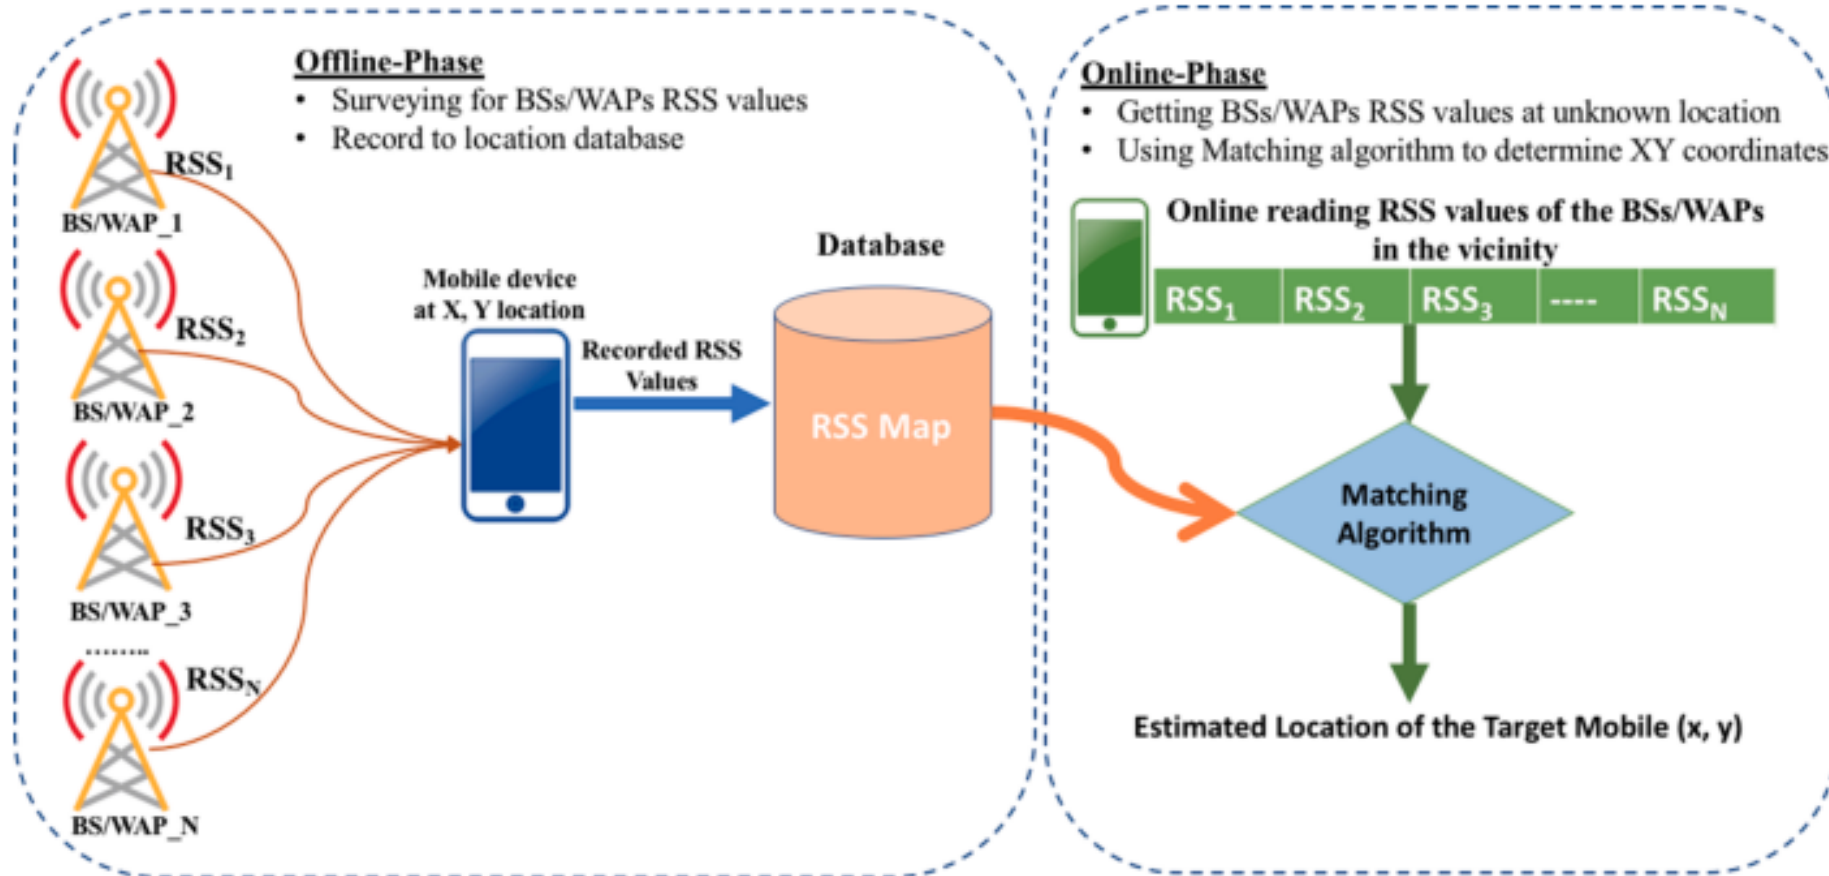 Offline-Phase
• Surveying for BSs/WAPs RSS values
• Record to location database
RSS₁
BS/WAP_1
RSS₂
BS/WAP_2
RSS₃
BS/WAP_3
........
RSS_N
BS/WAP_N
Mobile device
at X, Y location
Recorded RSS
Values
Database
RSS Map
Online-Phase
• Getting BSs/WAPs RSS values at unknown location
• Using Matching algorithm to determine XY coordinates
Online reading RSS values of the BSs/WAPs
in the vicinity
RSS₁ RSS₂ RSS₃ ---- RSS_N
Matching
Algorithm
Estimated Location of the Target Mobile (x, y)